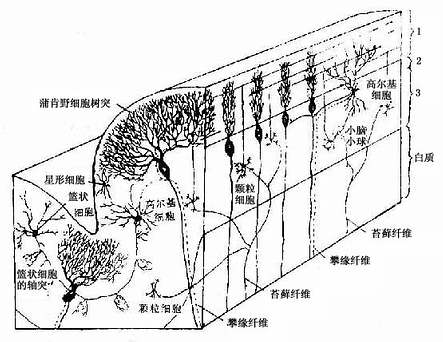 1
2
3
高尔基
细胞
蒲肯野细胞树突
小脑
小球
白质
星形细胞
篮状
细胞
颗粒
细胞
高尔基
细胞
苔藓纤维
篮状细胞
的轴突
攀缘纤维
苔藓纤维
颗粒细胞
攀缘纤维